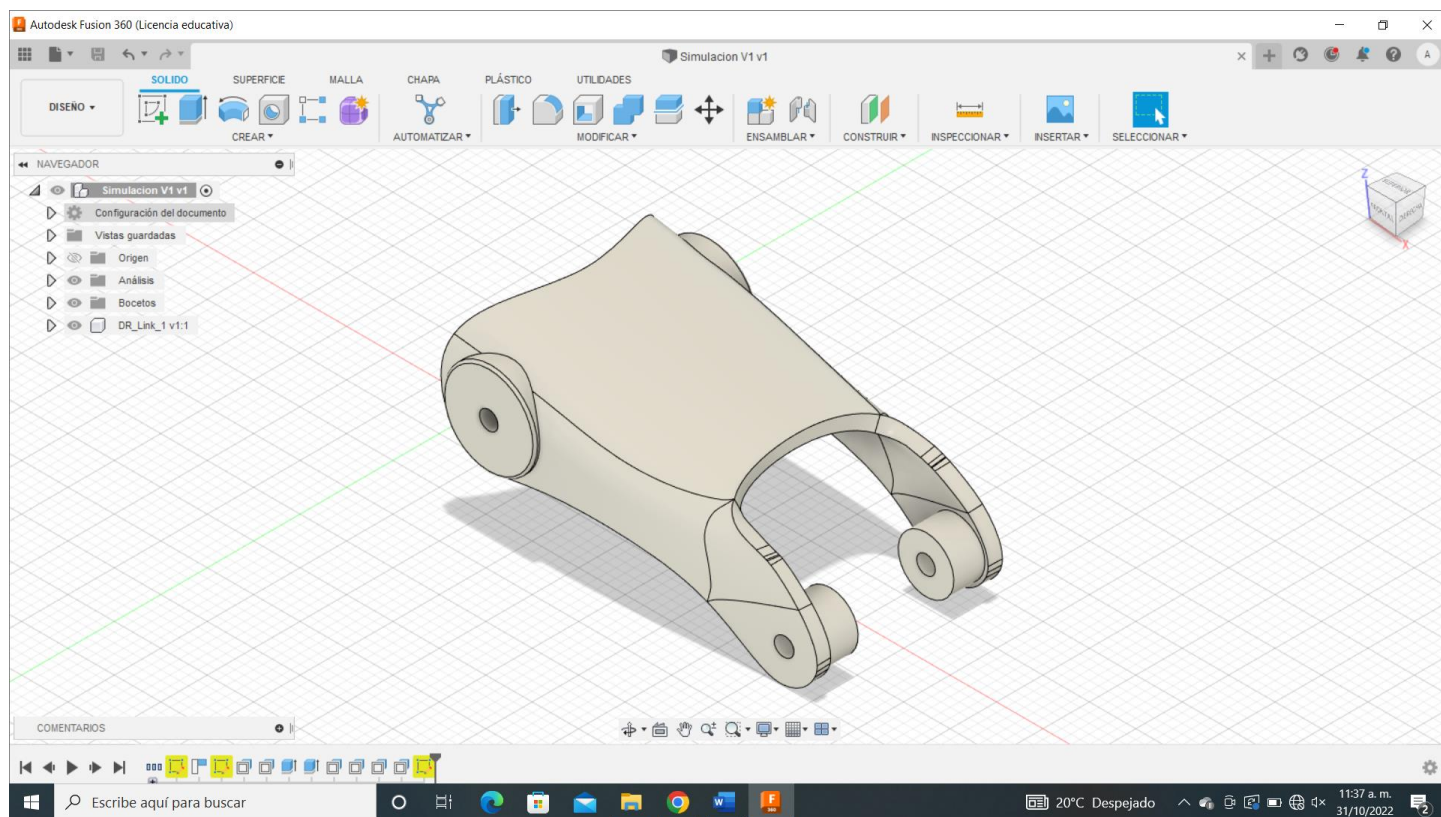 Autodesk Fusion 360 (Licencia educativa)
Simulacion V1 v1
A
SOLIDO SUPERFICIE MALLA CHAPA PLÁSTICO UTILIDADES
DISEÑO
CREAR AUTOMATIZAR MODIFICAR ENSAMBLAR CONSTRUIR INSPECCIONAR INSERTAR SELECCIONAR
NAVEGADOR
Simulacion V1 v1
Configuración del documento
Vistas guardadas
Origen
Análisis
Bocetos
DR_Link_1 v1:1
Z
X
COMENTARIOS
Escribe aquí para buscar
20°C Despejado
11:37 a. m.
31/10/2022
2